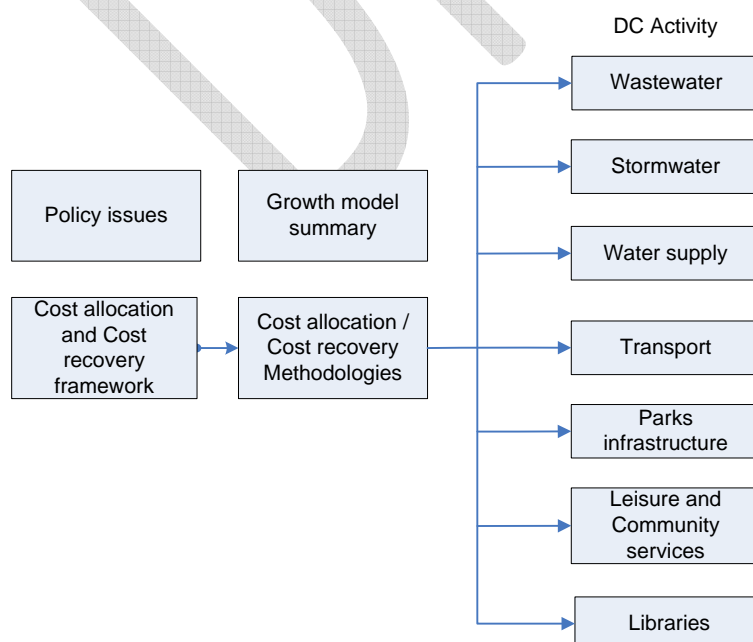 DC Activity
Wastewater
Stormwater
Water supply
Transport
Parks
infrastructure
Leisure and
Community
services
Libraries
Policy issues
Growth model
summary
Cost allocation
and Cost
recovery
framework
Cost allocation /
Cost recovery
Methodologies